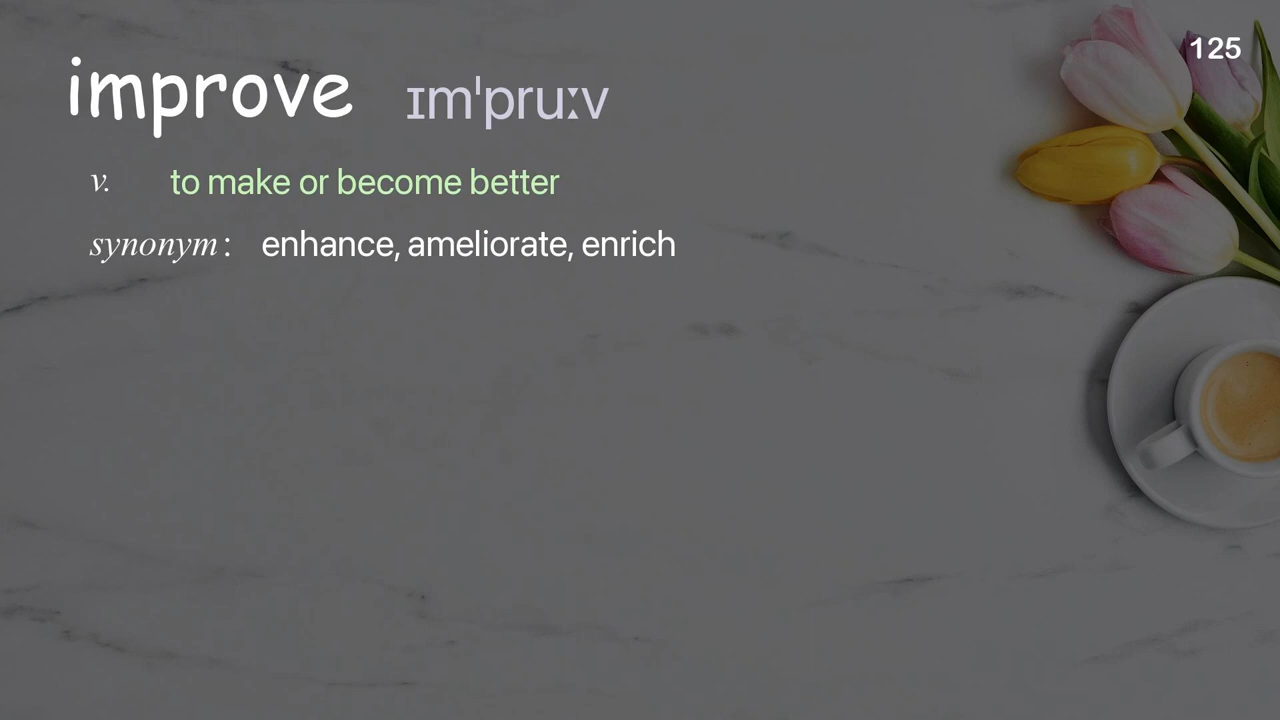 125
improve ɪmˈpruːv
v. to make or become better
synonym: enhance, ameliorate, enrich